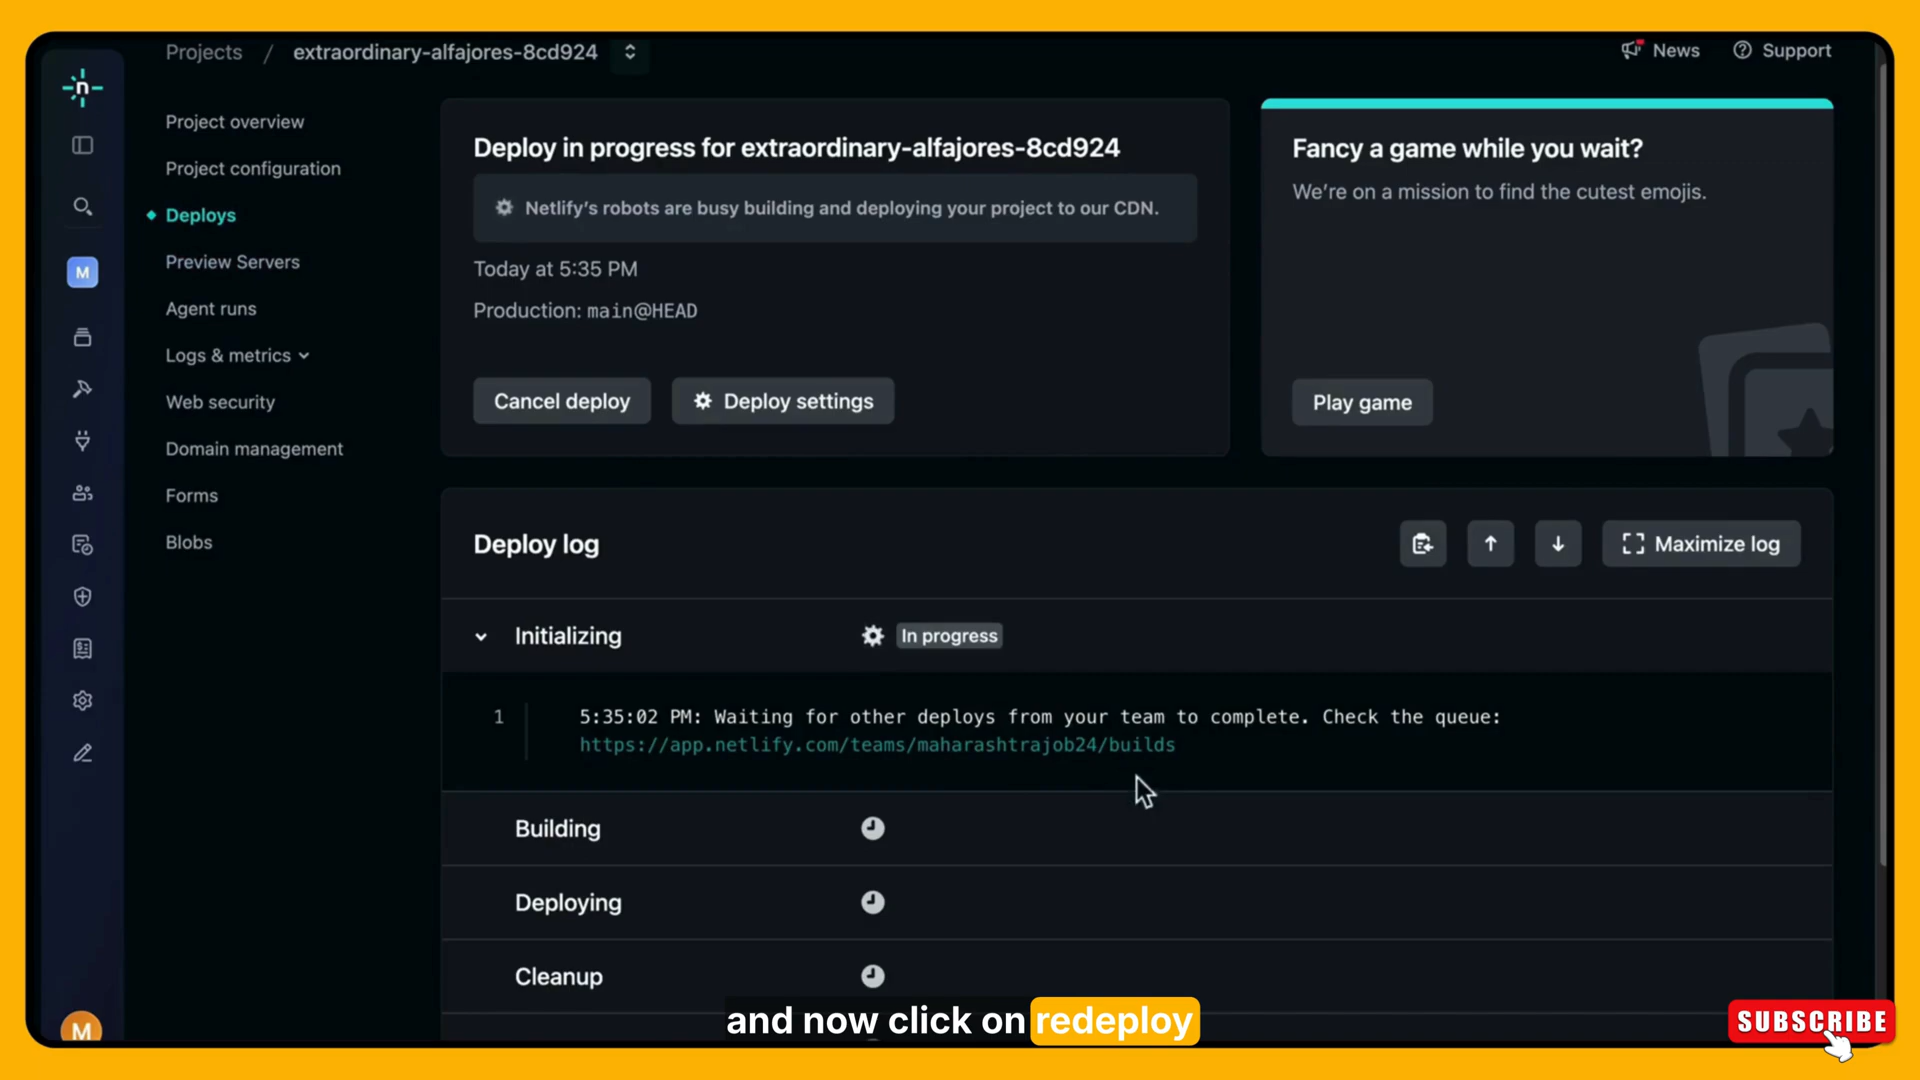 Projects / extraordinary-alfajores-8cd924
News
Support
n
M
Project overview
Project configuration
Deploys
Preview Servers
Agent runs
Logs & metrics
Web security
Domain management
Forms
Blobs
M
Deploy in progress for extraordinary-alfajores-8cd924
Netlify's robots are busy building and deploying your project to our CDN.
Today at 5:35 PM
Production: main@HEAD
Cancel deploy
Deploy settings
Fancy a game while you wait?
We're on a mission to find the cutest emojis.
Play game
Deploy log
Maximize log
Initializing
In progress
1
5:35:02 PM: Waiting for other deploys from your team to complete. Check the queue:
https://app.netlify.com/teams/maharashtrajob24/builds
Building
Deploying
Cleanup
and now click on redeploy
SUBSCRIBE